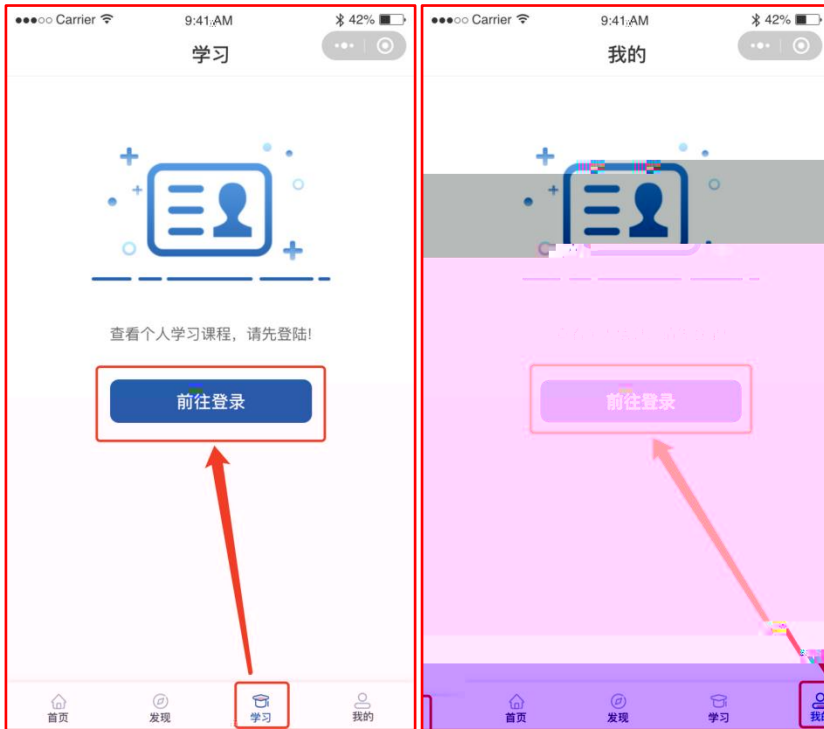 Carrier 9:41 AM 42%
学习
查看个人学习课程，请先登陆!
前往登录
首页 发现 学习 我的
Carrier 9:41 AM 42%
我的
前往登录
首页 发现 学习 我的